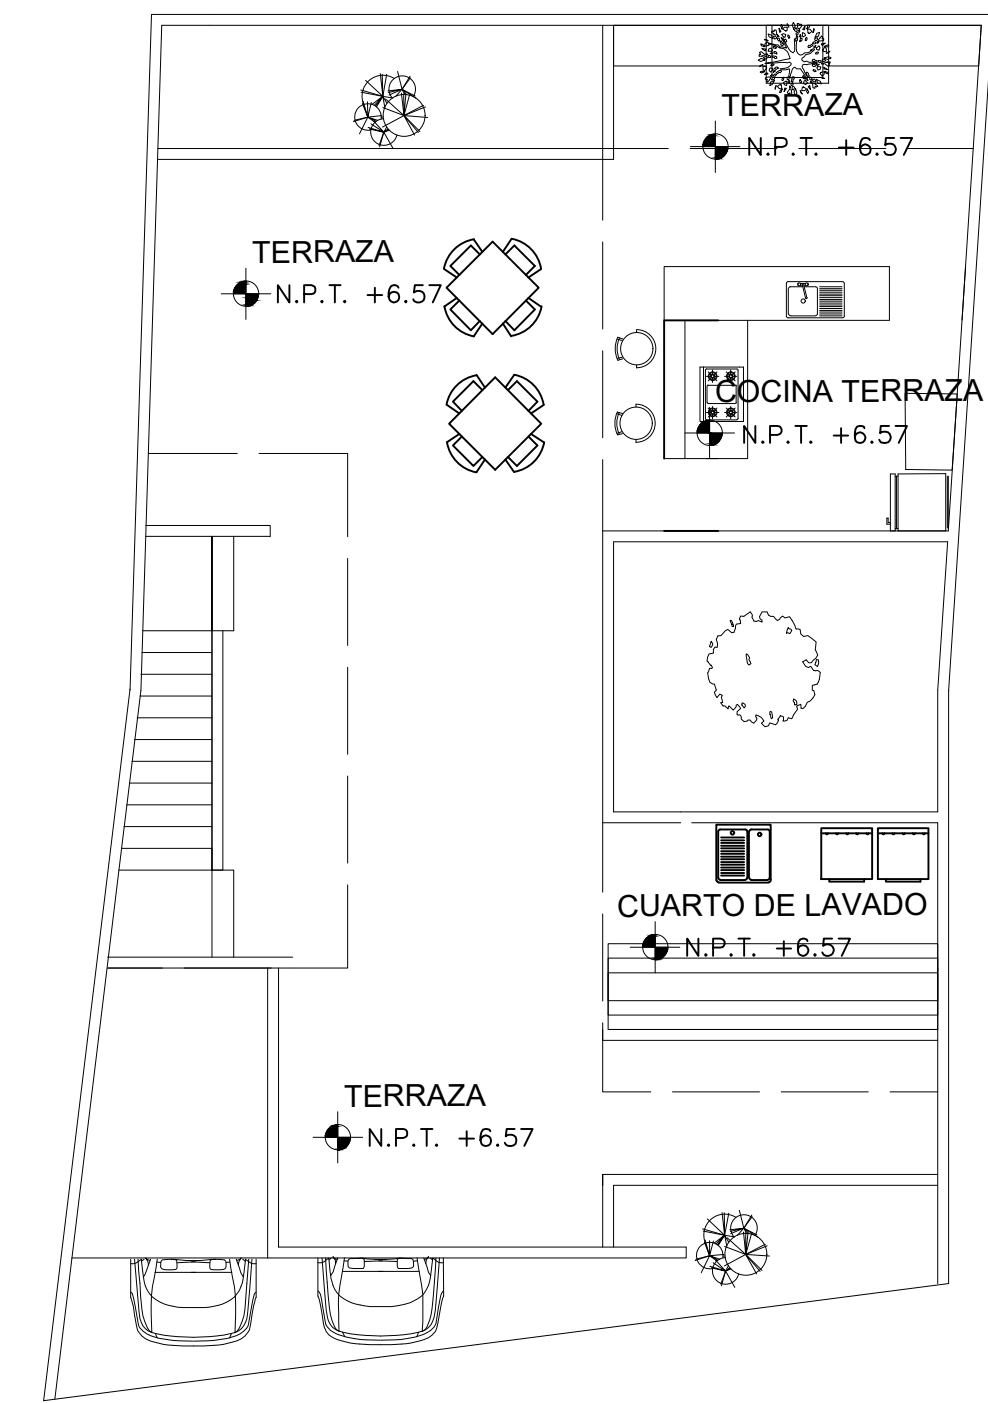 TERRAZA
N.P.T. +6.57
TERRAZA
N.P.T. +6.57
COCINA TERRAZA
N.P.T. +6.57
CUARTO DE LAVADO
N.P.T. +6.57
TERRAZA
N.P.T. +6.57